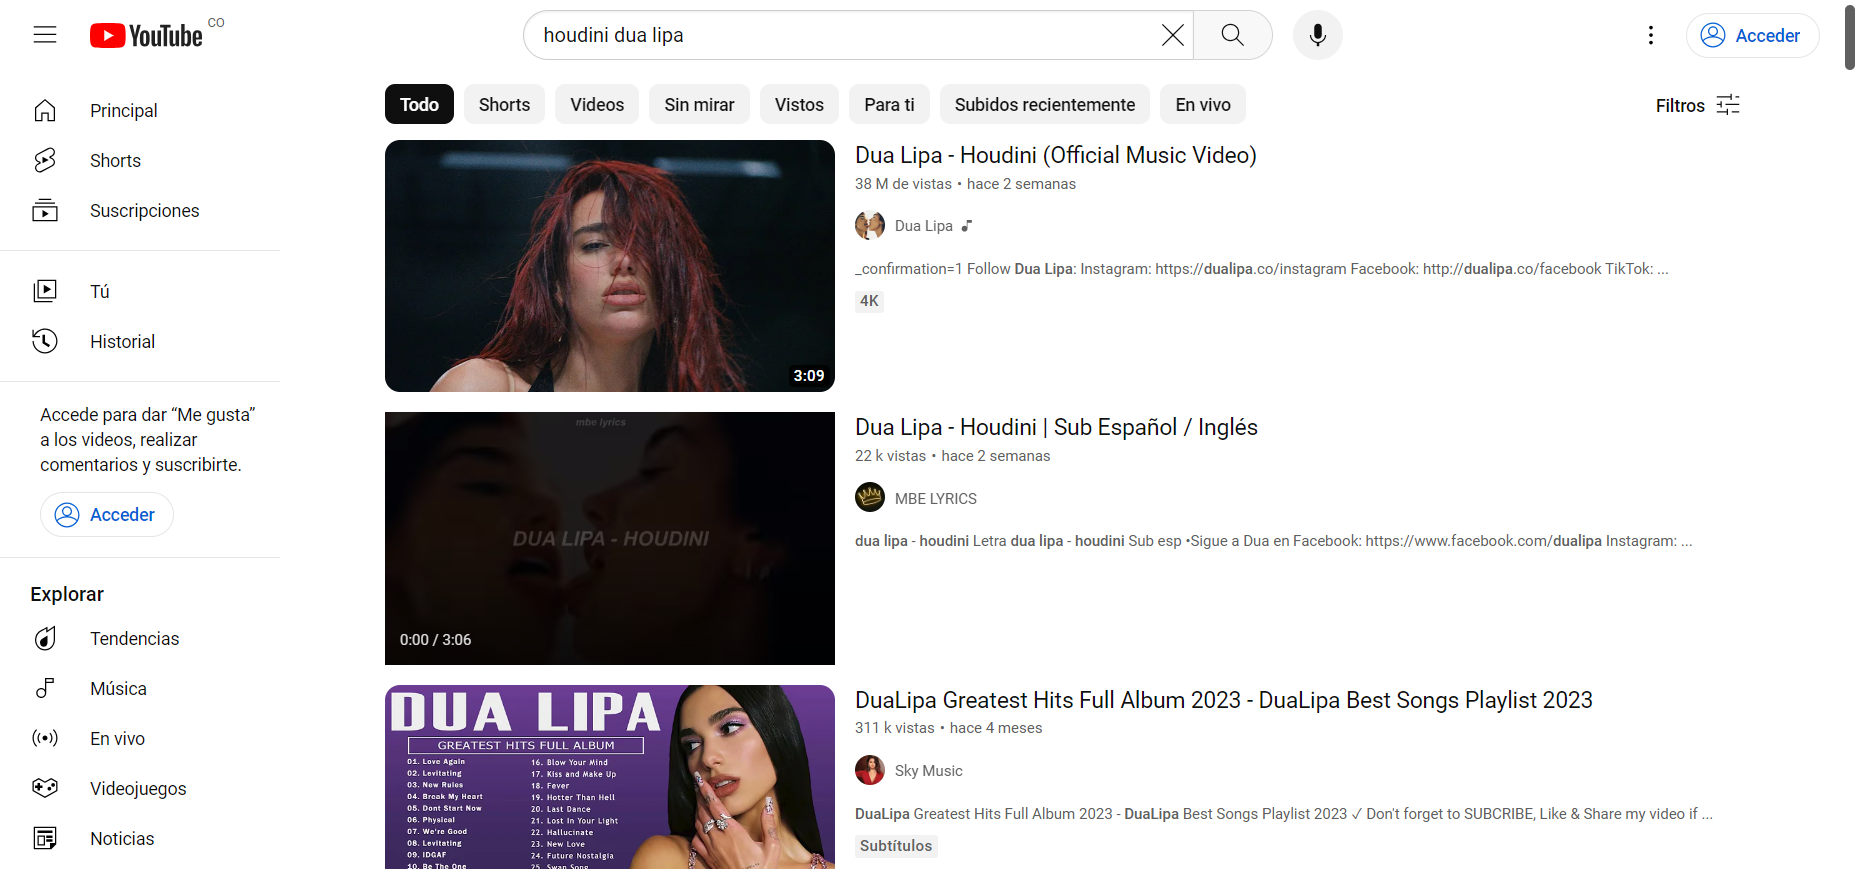 YouTube CO
houdini dua lipa
Acceder
Principal
Shorts
Suscripciones
Tú
Historial
Accede para dar “Me gusta”
a los videos, realizar
comentarios y suscribirte.
Acceder
Explorar
Tendencias
Música
En vivo
Videojuegos
Noticias
Todo Shorts Videos Sin mirar Vistos Para ti Subidos recientemente En vivo
Filtros
3:09
Dua Lipa - Houdini (Official Music Video)
38 M de vistas • hace 2 semanas
Dua Lipa
_confirmation=1 Follow Dua Lipa: Instagram: https://dualipa.co/instagram Facebook: http://dualipa.co/facebook TikTok: ...
4K
mbe lyrics
DUA LIPA - HOUDINI
0:00 / 3:06
Dua Lipa - Houdini | Sub Español / Inglés
22 k vistas • hace 2 semanas
MBE LYRICS
dua lipa - houdini Letra dua lipa - houdini Sub esp •Sigue a Dua en Facebook: https://www.facebook.com/dualipa Instagram: ...
DUA LIPA
GREATEST HITS FULL ALBUM
01. Love Again
02. Levitating
03. New Rules
04. Break My Heart
05. Dont Start Now
06. Physical
07. We're Good
08. Levitating
09. IDGAF
10. Be The One
16. Blow Your Mind
17. Kiss and Make Up
18. Fever
19. Hotter Than Hell
20. Last Dance
21. Lost In Your Light
22. Hallucinate
23. New Love
24. Future Nostalgia
25. Swan Song
DuaLipa Greatest Hits Full Album 2023 - DuaLipa Best Songs Playlist 2023
311 k vistas • hace 4 meses
Sky Music
DuaLipa Greatest Hits Full Album 2023 - DuaLipa Best Songs Playlist 2023 ✓ Don't forget to SUBCRIBE, Like & Share my video if ...
Subtítulos